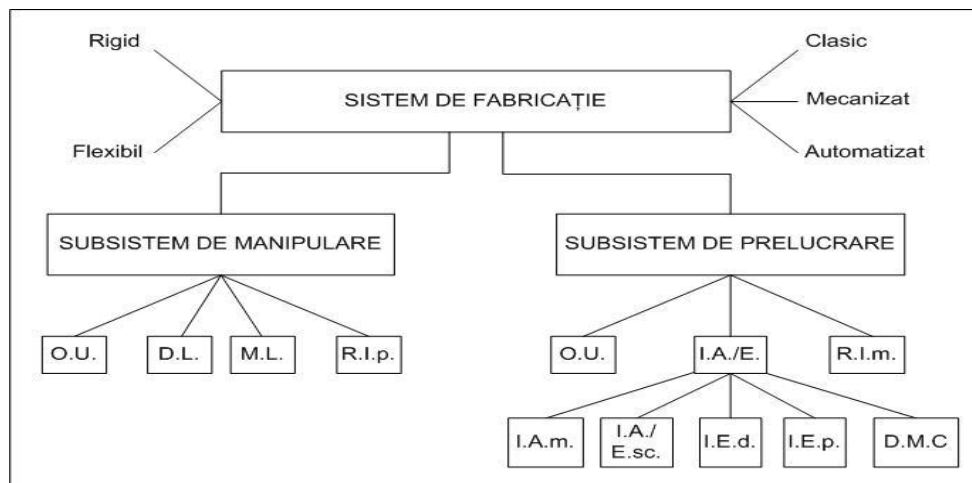 Rigid
Clasic
SISTEM DE FABRICAȚIE
Mecanizat
Flexibil
Automatizat
SUBSISTEM DE MANIPULARE
SUBSISTEM DE PRELUCRARE
O.U.
D.L.
M.L.
R.I.p.
O.U.
I.A./E.
R.I.m.
I.A.m.
I.A./
E.sc.
I.E.d.
I.E.p.
D.M.C